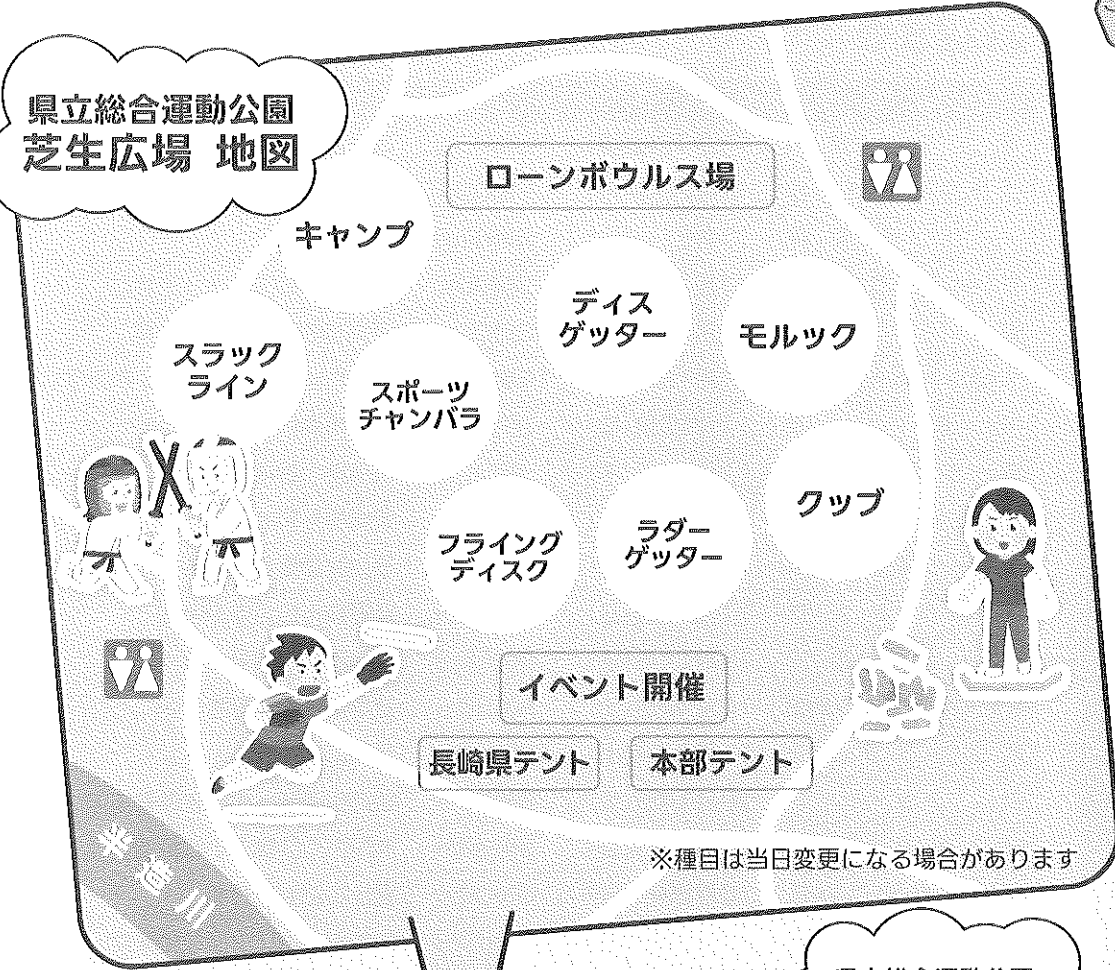 県立総合運動公園
芝生広場 地図
ローンボウルス場
キャンプ
ディス
ゲッター
モルック
スラック
ライン
スポーツ
チャンバラ
クッブ
フライング
ディスク
ラダー
ゲッター
イベント開催
長崎県テント
本部テント
半造川
※種目は当日変更になる場合があります
県立総合運動公園